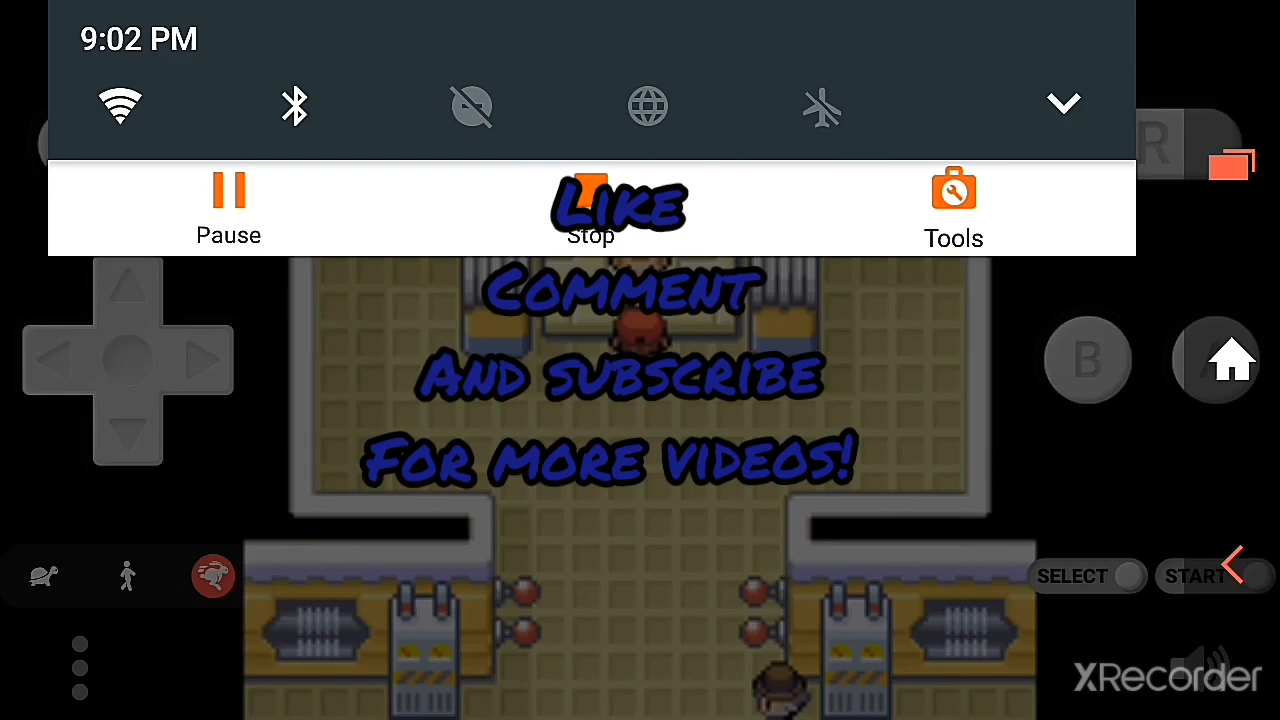 9:02 PM
Pause
Stop
Tools
R
Like
Comment
And subscribe
For more videos!
B
A
SELECT
START
XRecorder